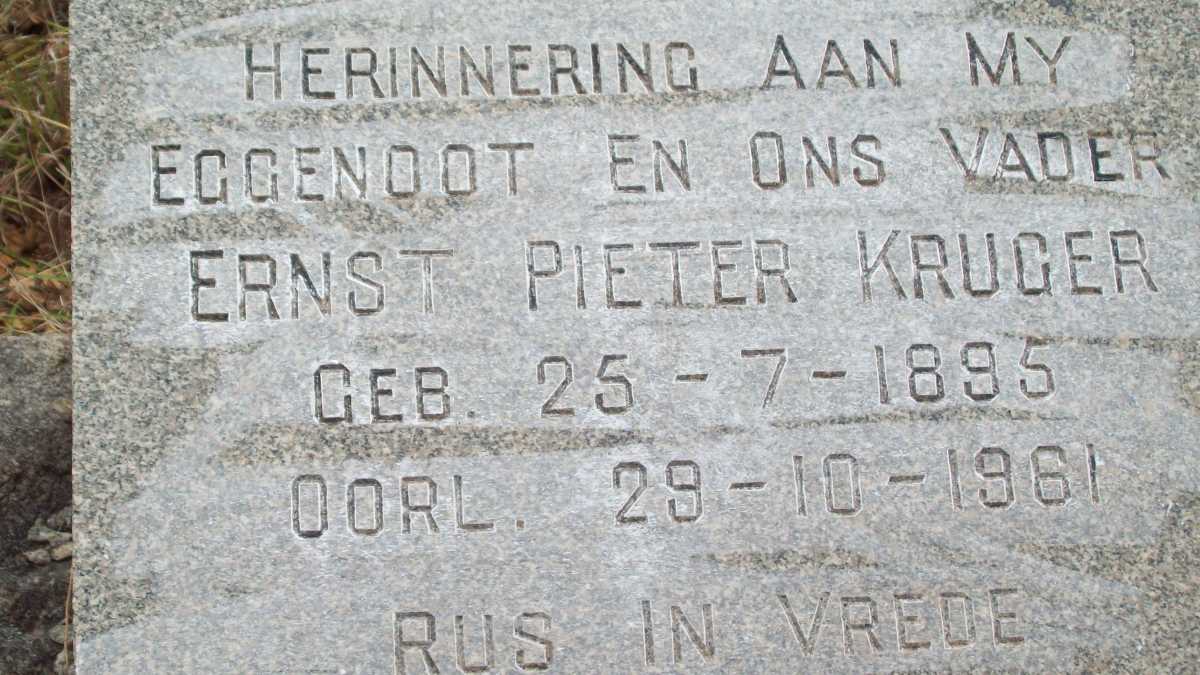 HERINNERING AAN MY
EGGENOOT EN ONS VADER
ERNST PIETER KRUGER
GEB. 25-7-1895
OORL. 29-10-1961
RUS IN VREDE